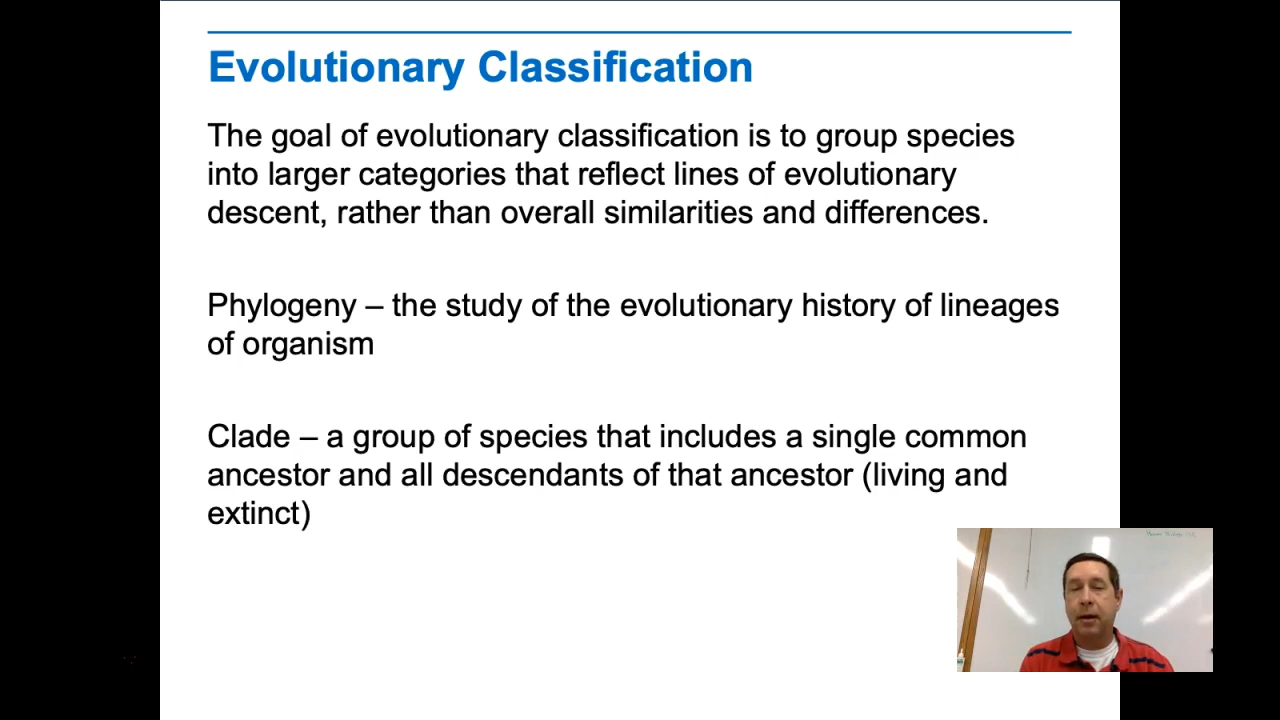 Evolutionary Classification
The goal of evolutionary classification is to group species
into larger categories that reflect lines of evolutionary
descent, rather than overall similarities and differences.
Phylogeny – the study of the evolutionary history of lineages
of organism
Clade – a group of species that includes a single common
ancestor and all descendants of that ancestor (living and
extinct)